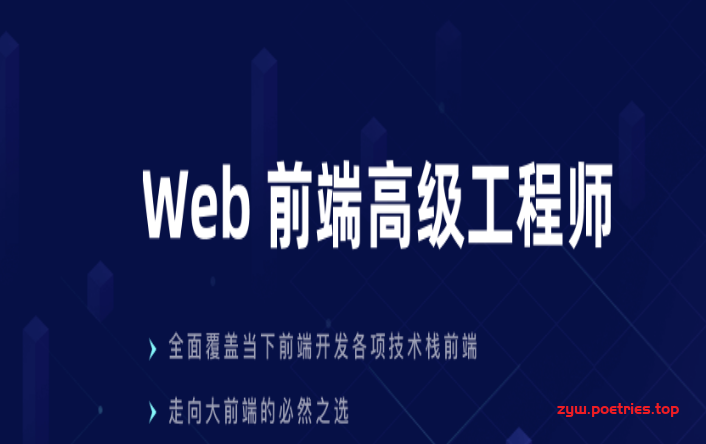 Web 前端高级工程师
全面覆盖当下前端开发各项技术栈前端
走向大前端的必然之选
zyw.poetries.top